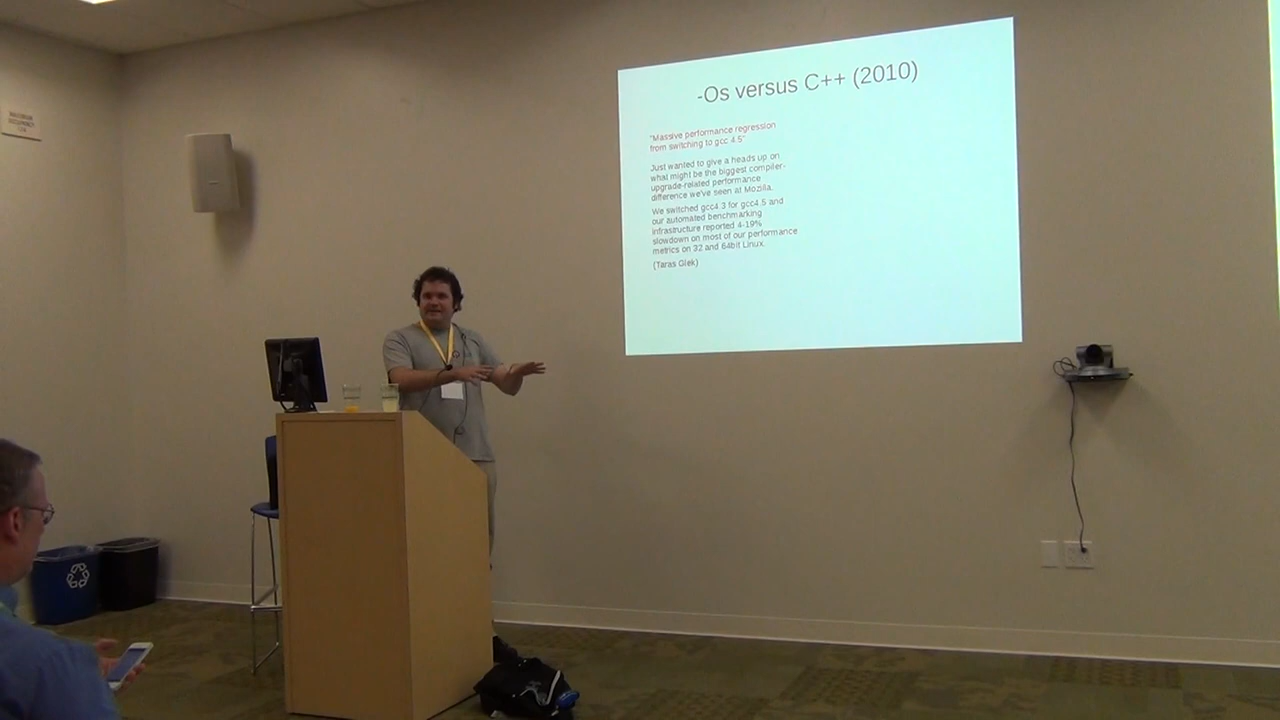 -Os versus C++ (2010)
"Massive performance regression
from switching to gcc 4.5"
Just wanted to give a heads up on
what might be the biggest compiler-
upgrade-related performance
difference we've seen at Mozilla.
We switched gcc4.3 for gcc4.5 and
our automated benchmarking
infrastructure reported 4-19%
slowdown on most of our performance
metrics on 32 and 64bit Linux.
(Taras Glek)
MAXIMUM
OCCUPANCY